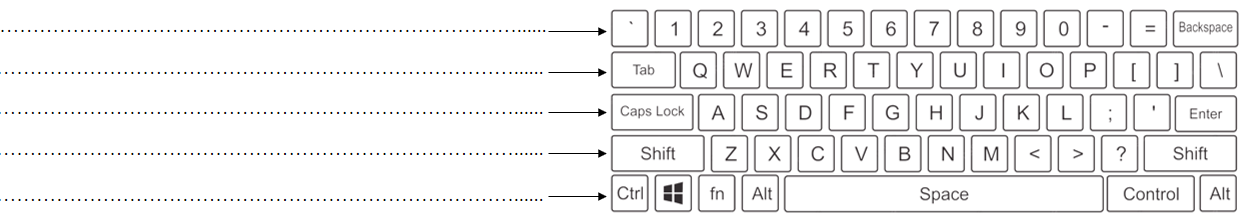 ` 1 2 3 4 5 6 7 8 9 0 - = Backspace
Tab Q W E R T Y U I O P [ ] \
Caps Lock A S D F G H J K L ; ' Enter
Shift Z X C V B N M < > ? Shift
Ctrl fn Alt Space Control Alt